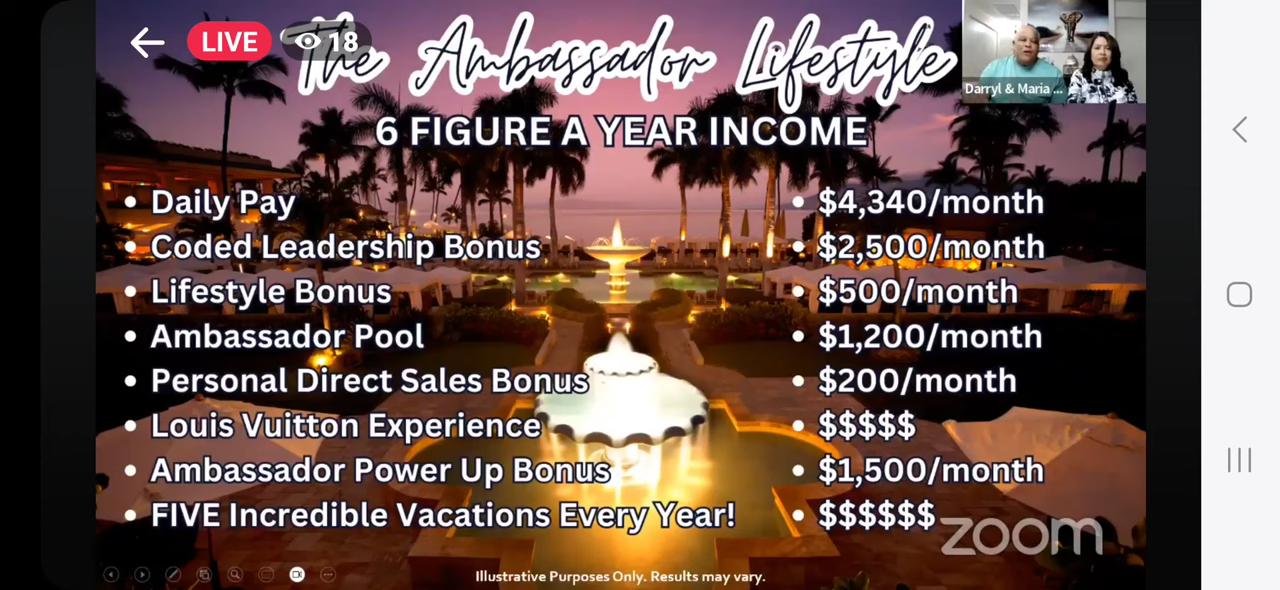 LIVE 18
The Ambassador Lifestyle
Darryl & Maria ...
6 FIGURE A YEAR INCOME
• Daily Pay • $4,340/month
• Coded Leadership Bonus • $2,500/month
• Lifestyle Bonus • $500/month
• Ambassador Pool • $1,200/month
• Personal Direct Sales Bonus • $200/month
• Louis Vuitton Experience • $$$$$
• Ambassador Power Up Bonus • $1,500/month
• FIVE Incredible Vacations Every Year! • $$$$$$
zoom
Illustrative Purposes Only. Results may vary.